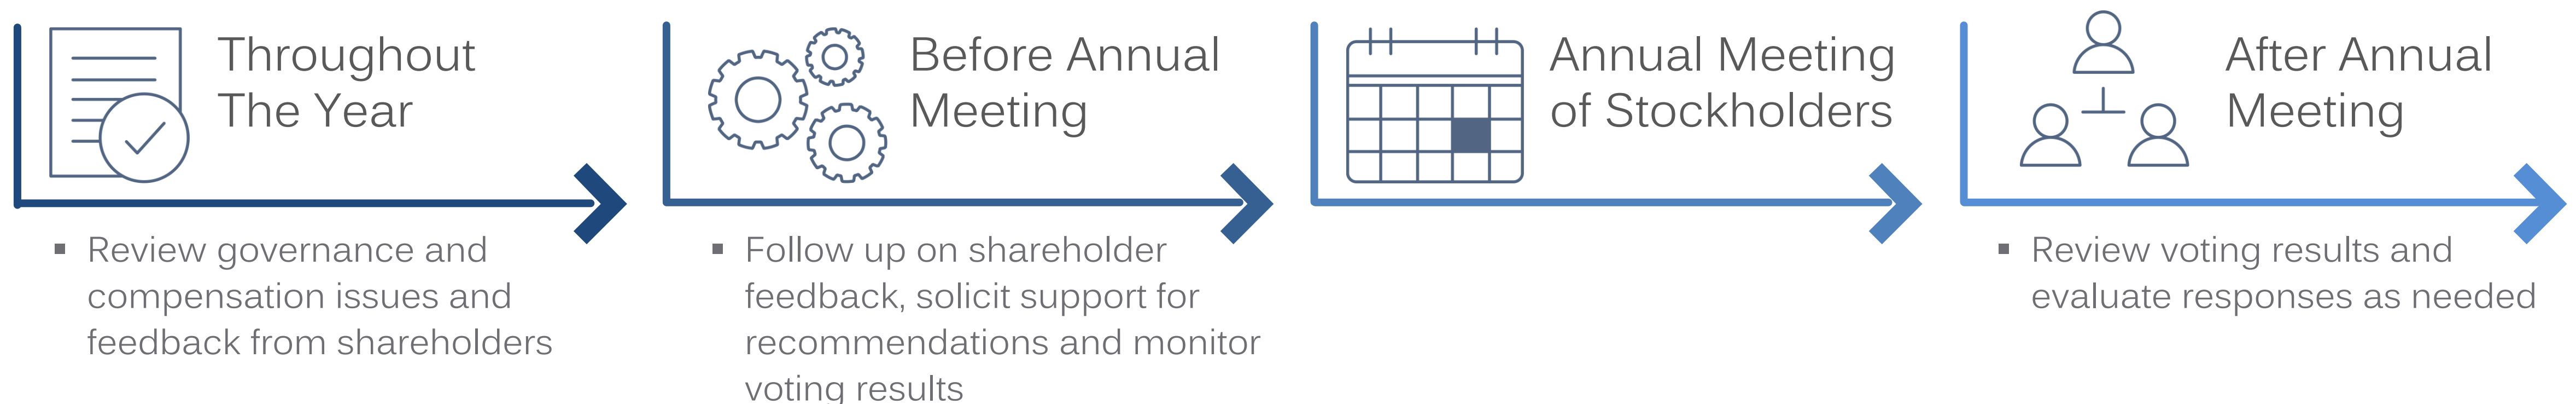 Throughout
The Year
▪ Review governance and
compensation issues and
feedback from shareholders
Before Annual
Meeting
▪ Follow up on shareholder
feedback, solicit support for
recommendations and monitor
voting results
Annual Meeting
of Stockholders
After Annual
Meeting
▪ Review voting results and
evaluate responses as needed